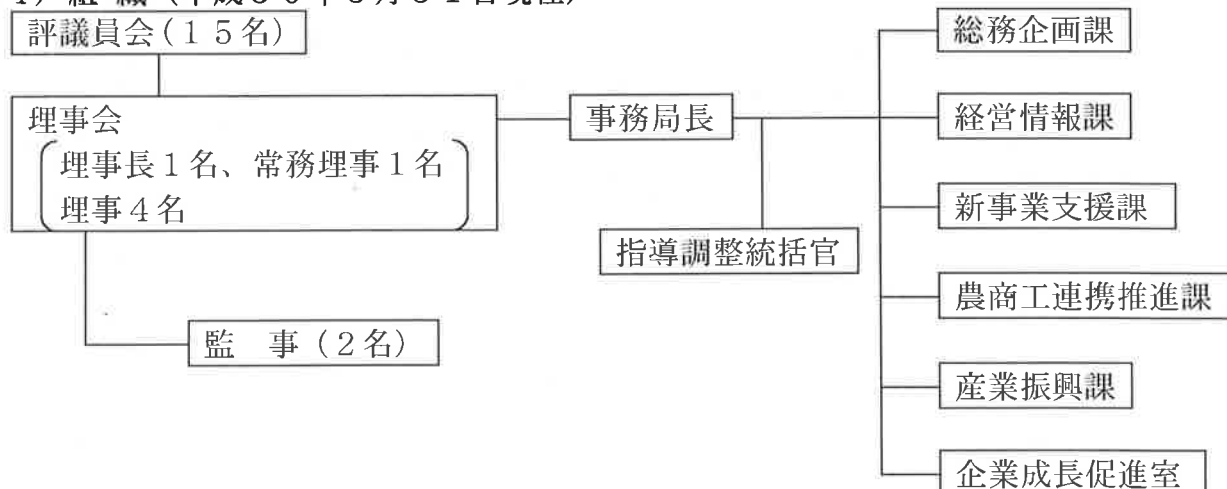 評議員会(15名)
理事会
理事長1名、常務理事1名
理事4名
監　事(2名)
事務局長
指導調整統括官
総務企画課
経営情報課
新事業支援課
農商工連携推進課
産業振興課
企業成長促進室